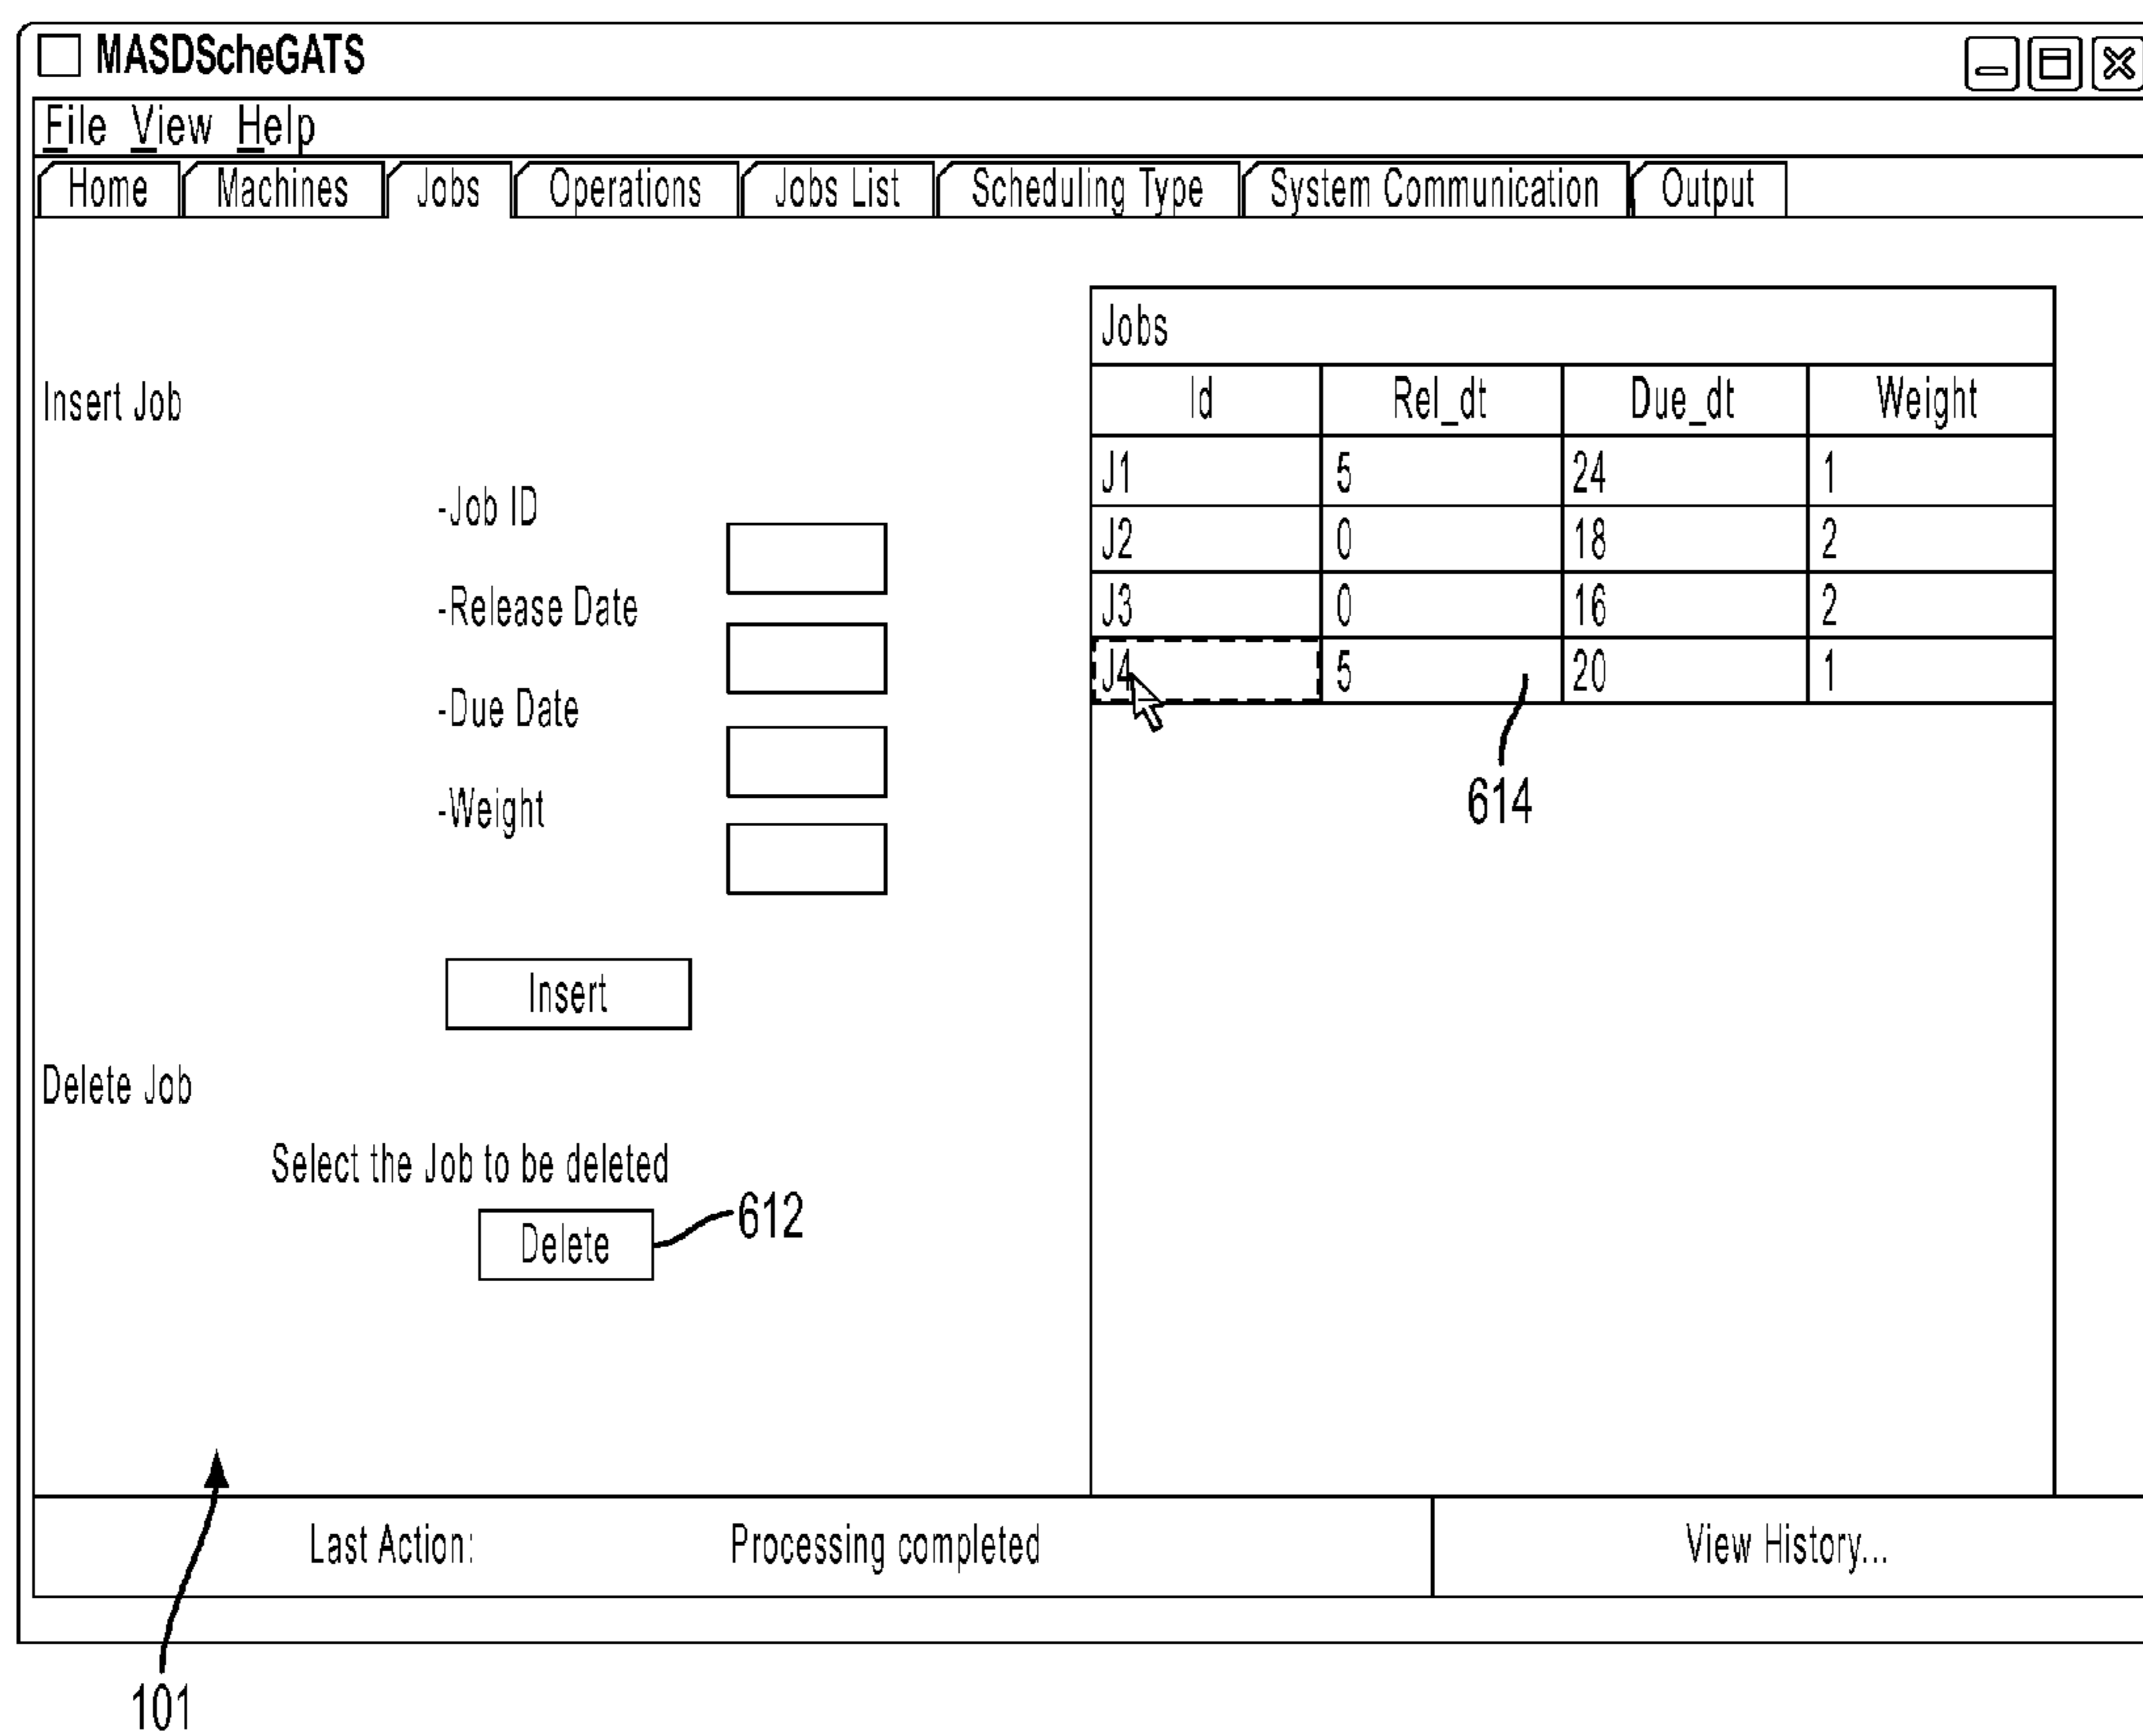 MASDScheGATS
File View Help
Home Machines Jobs Operations Jobs List Scheduling Type System Communication Output
Insert Job
-Job ID
-Release Date
-Due Date
-Weight
Insert
Delete Job
Select the Job to be deleted
Delete
612
Jobs
Id Rel_dt Due_dt Weight
J1 5 24 1
J2 0 18 2
J3 0 16 2
J4 5 20 1
614
Last Action: Processing completed View History...
101